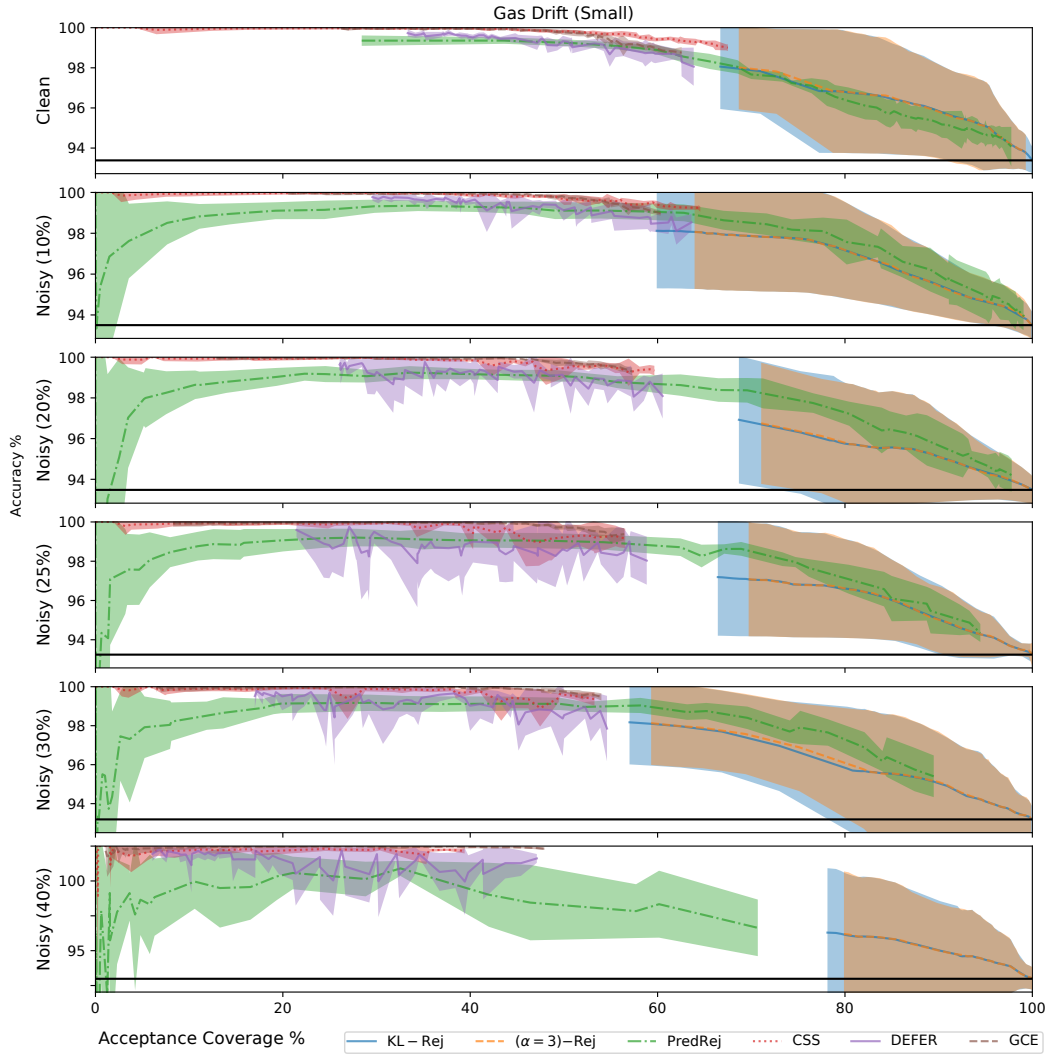 Gas Drift (Small)
100
98
96
94
Clean
100
98
96
94
Noisy (10%)
100
98
96
94
Noisy (20%)
Accuracy %
100
98
96
94
Noisy (25%)
100
98
96
94
Noisy (30%)
100
95
Noisy (40%)
0 20 40 60 80 100
Acceptance Coverage %
KL − Rej (α = 3)−Rej PredRej CSS DEFER GCE